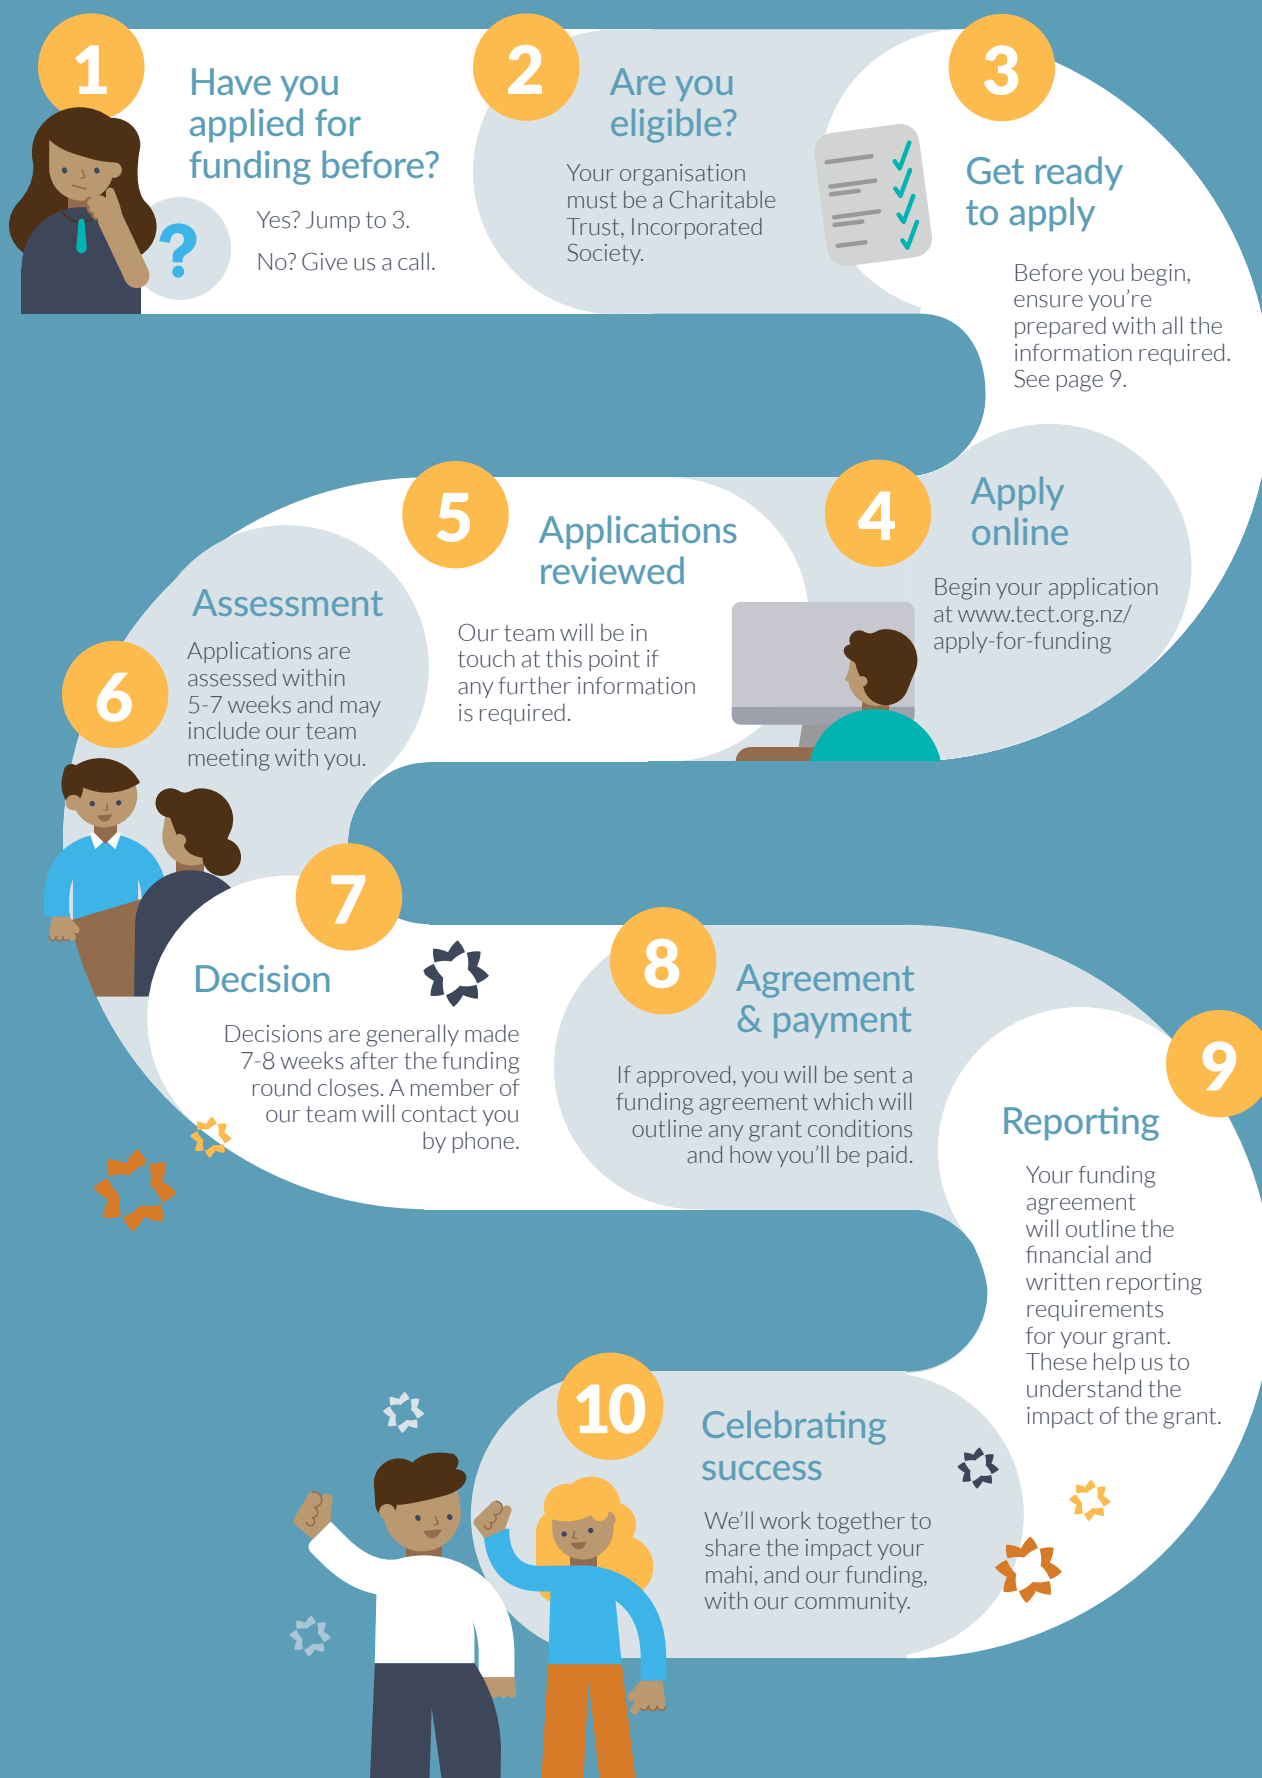 1
Have you
applied for
funding before?
Yes? Jump to 3.
No? Give us a call.
?
2
Are you
eligible?
Your organisation
must be a Charitable
Trust, Incorporated
Society.
3
Get ready
to apply
Before you begin,
ensure you're
prepared with all the
information required.
See page 9.
4
Apply
online
Begin your application
at www.tect.org.nz/
apply-for-funding
5
Applications
reviewed
Our team will be in
touch at this point if
any further information
is required.
6
Assessment
Applications are
assessed within
5-7 weeks and may
include our team
meeting with you.
7
Decision
Decisions are generally made
7-8 weeks after the funding
round closes. A member of
our team will contact you
by phone.
8
Agreement
& payment
If approved, you will be sent a
funding agreement which will
outline any grant conditions
and how you'll be paid.
9
Reporting
Your funding
agreement
will outline the
financial and
written reporting
requirements
for your grant.
These help us to
understand the
impact of the grant.
10
Celebrating
success
We'll work together to
share the impact your
mahi, and our funding,
with our community.